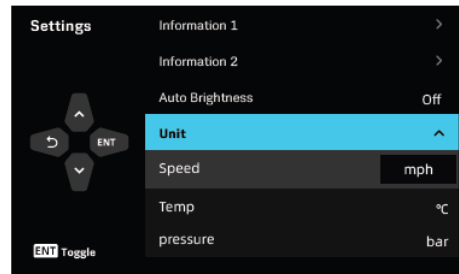 Settings
Information 1
Information 2
Auto Brightness Off
Unit
ENT
Speed mph
Temp °C
pressure bar
ENT Toggle